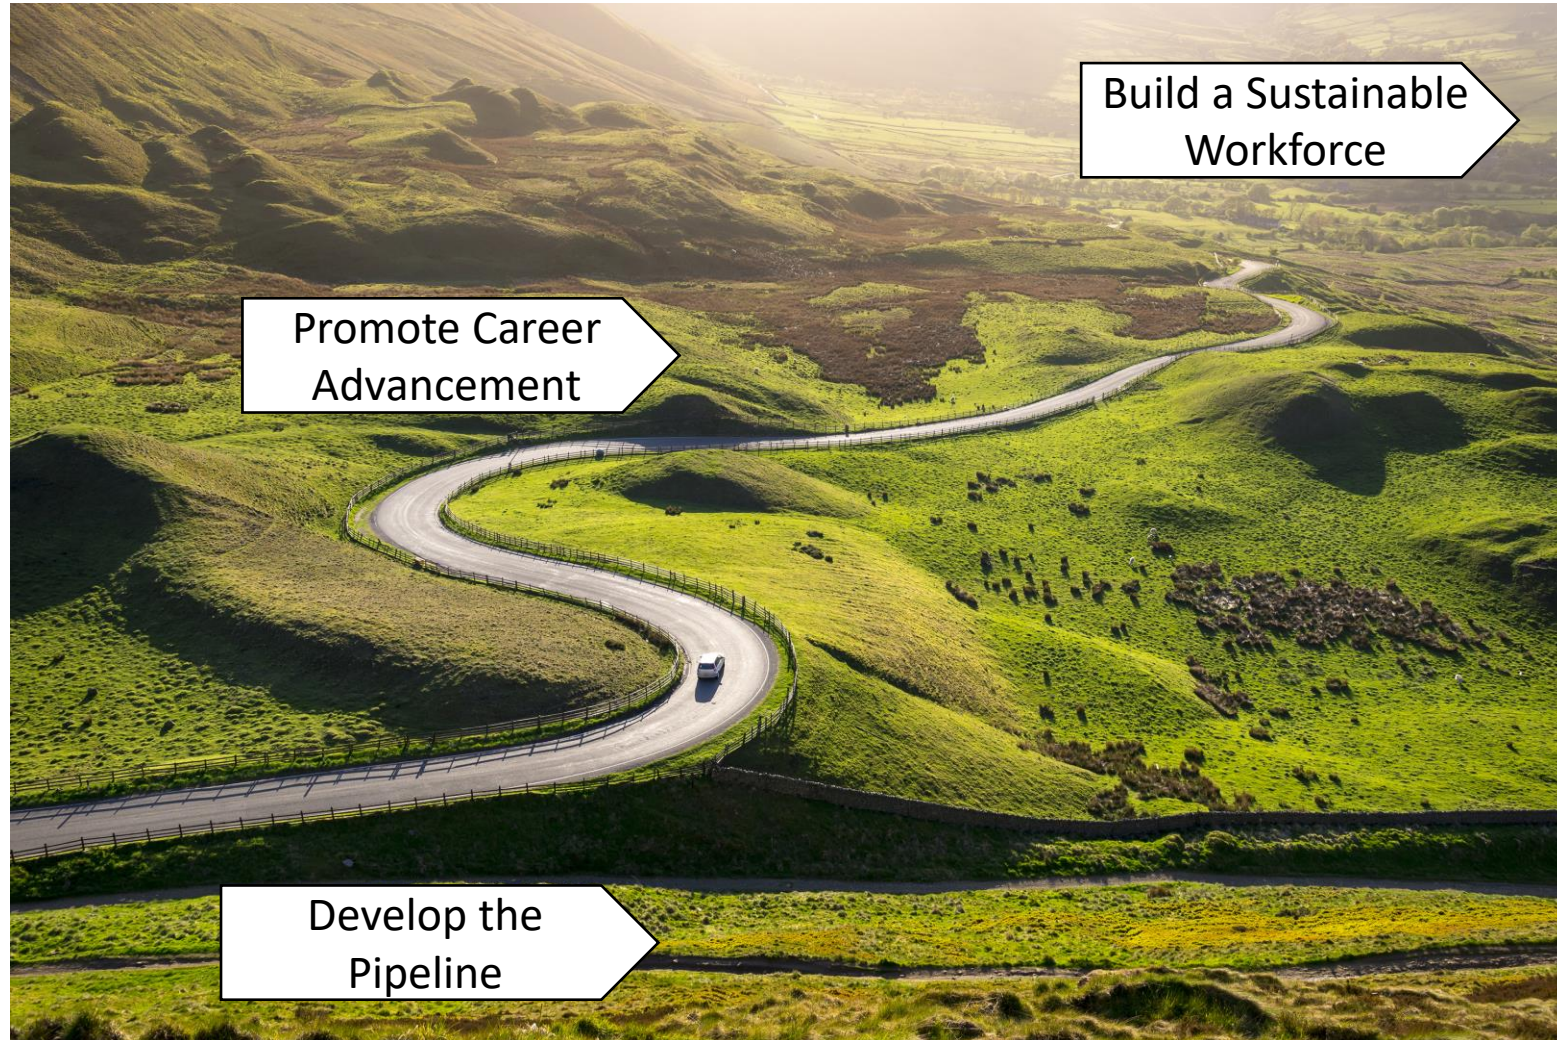 Build a Sustainable
Workforce
Promote Career
Advancement
Develop the
Pipeline